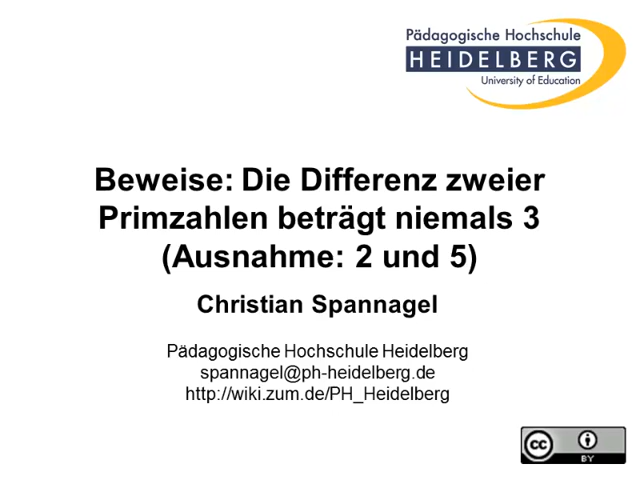 Pädagogische Hochschule
HEIDELBERG
University of Education
Beweise: Die Differenz zweier
Primzahlen beträgt niemals 3
(Ausnahme: 2 und 5)
Christian Spannagel
Pädagogische Hochschule Heidelberg
spannagel@ph-heidelberg.de
http://wiki.zum.de/PH_Heidelberg
cc
BY